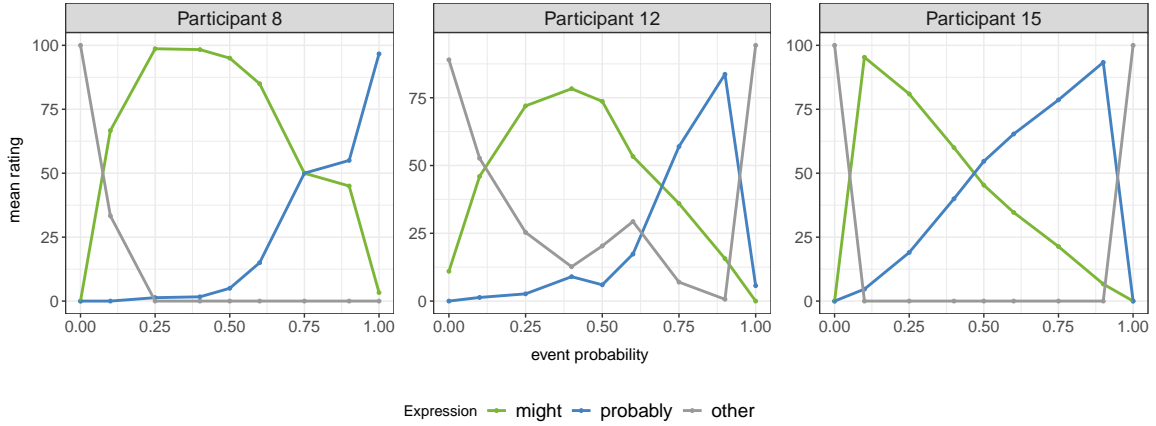 Participant 8 Participant 12 Participant 15
mean rating
100 75 50 25 0
75 50 25 0
100 75 50 25 0
0.00 0.25 0.50 0.75 1.00 0.00 0.25 0.50 0.75 1.00 0.00 0.25 0.50 0.75 1.00
event probability
Expression might probably other